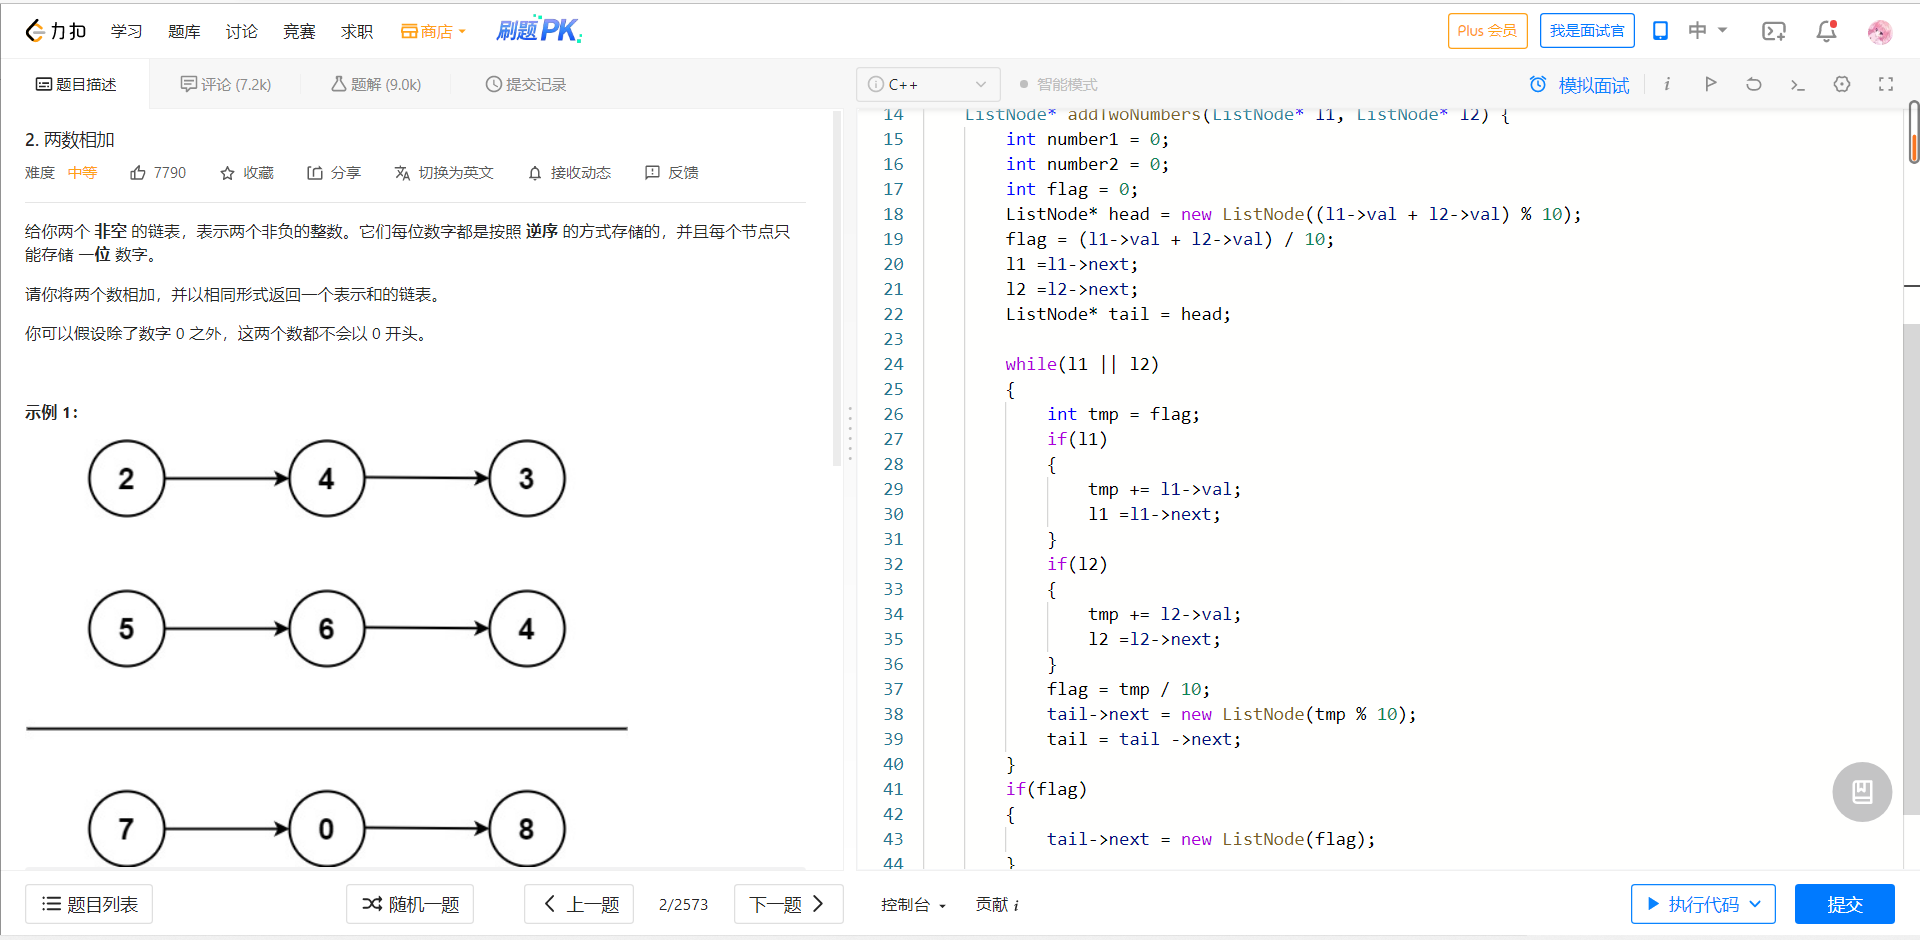 力扣 学习 题库 讨论 竞赛 求职 商店 刷题PK Plus 会员 我是面试官 中
题目描述 评论 (7.2k) 题解 (9.0k) 提交记录
2. 两数相加
难度 中等 7790 收藏 分享 切换为英文 接收动态 反馈
给你两个 非空 的链表，表示两个非负的整数。它们每位数字都是按照 逆序 的方式存储的，并且每个节点只
能存储 一位 数字。
请你将两个数相加，并以相同形式返回一个表示和的链表。
你可以假设除了数字 0 之外，这两个数都不会以 0 开头。
示例 1：
2 4 3
5 6 4
7 0 8
题目列表 随机一题 上一题 2/2573 下一题
C++ 智能模式 模拟面试 i
14 ListNode* addTwoNumbers(ListNode* l1, ListNode* l2) {
15 int number1 = 0;
16 int number2 = 0;
17 int flag = 0;
18 ListNode* head = new ListNode((l1->val + l2->val) % 10);
19 flag = (l1->val + l2->val) / 10;
20 l1 =l1->next;
21 l2 =l2->next;
22 ListNode* tail = head;
23
24 while(l1 || l2)
25 {
26 int tmp = flag;
27 if(l1)
28 {
29 tmp += l1->val;
30 l1 =l1->next;
31 }
32 if(l2)
33 {
34 tmp += l2->val;
35 l2 =l2->next;
36 }
37 flag = tmp / 10;
38 tail->next = new ListNode(tmp % 10);
39 tail = tail ->next;
40 }
41 if(flag)
42 {
43 tail->next = new ListNode(flag);
44 }
控制台 贡献 i 执行代码 提交